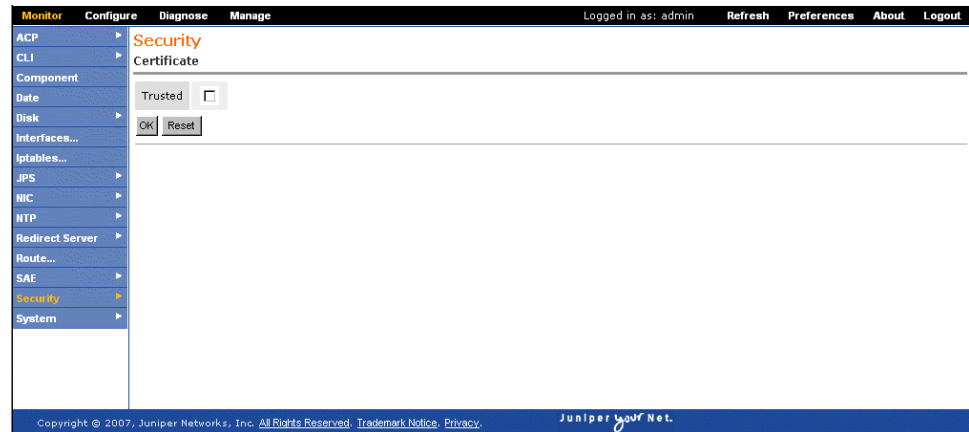 Monitor Configure Diagnose Manage Logged in as: admin Refresh Preferences About Logout
ACP
CLI
Component
Date
Disk
Interfaces...
Iptables...
JPS
NIC
NTP
Redirect Server
Route...
SAE
Security
System
Security
Certificate
Trusted
OK Reset
Copyright © 2007, Juniper Networks, Inc. All Rights Reserved. Trademark Notice. Privacy.
Juniper your Net.